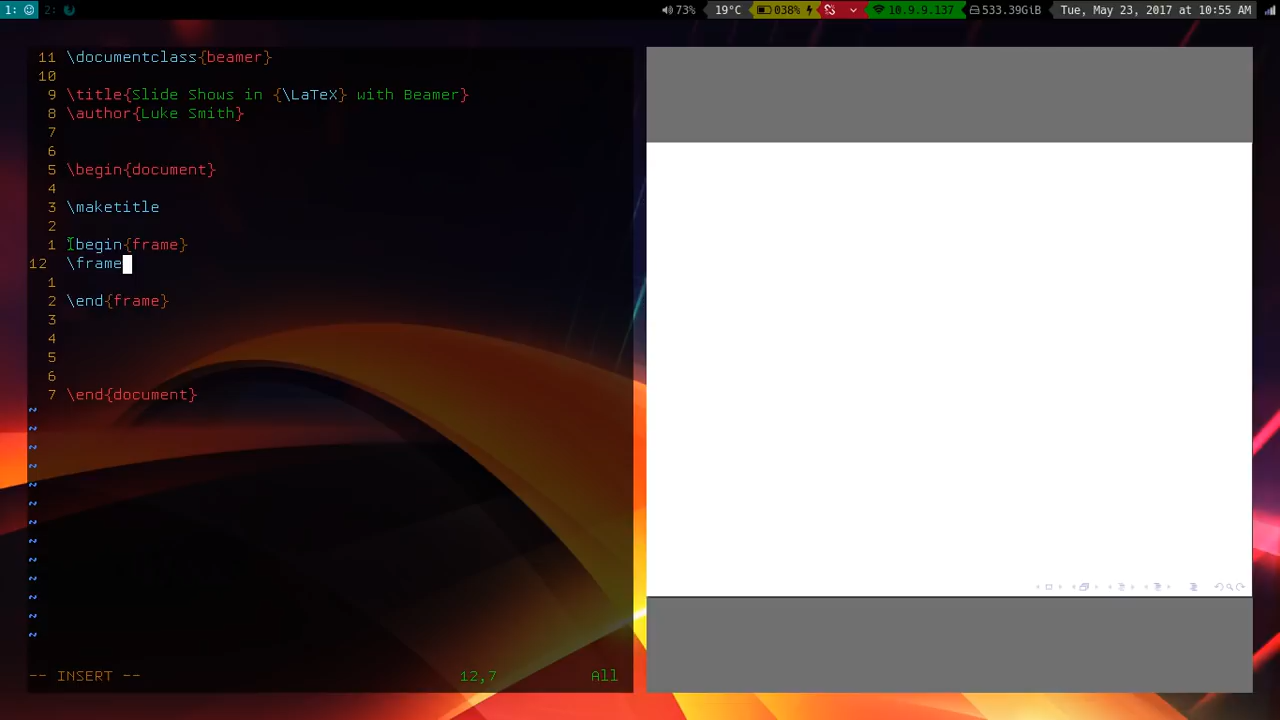 1: 2: 73% 19°C 038% 10.9.9.137 533.39GiB Tue, May 23, 2017 at 10:55 AM
11 \documentclass{beamer}
10
9 \title{Slide Shows in {\LaTeX} with Beamer}
8 \author{Luke Smith}
7
6
5 \begin{document}
4
3 \maketitle
2
1 \begin{frame}
12 \frame
1
2 \end{frame}
3
4
5
6
7 \end{document}
~
~
~
~
~
~
~
~
~
~
~
~
~
-- INSERT -- 12,7 All